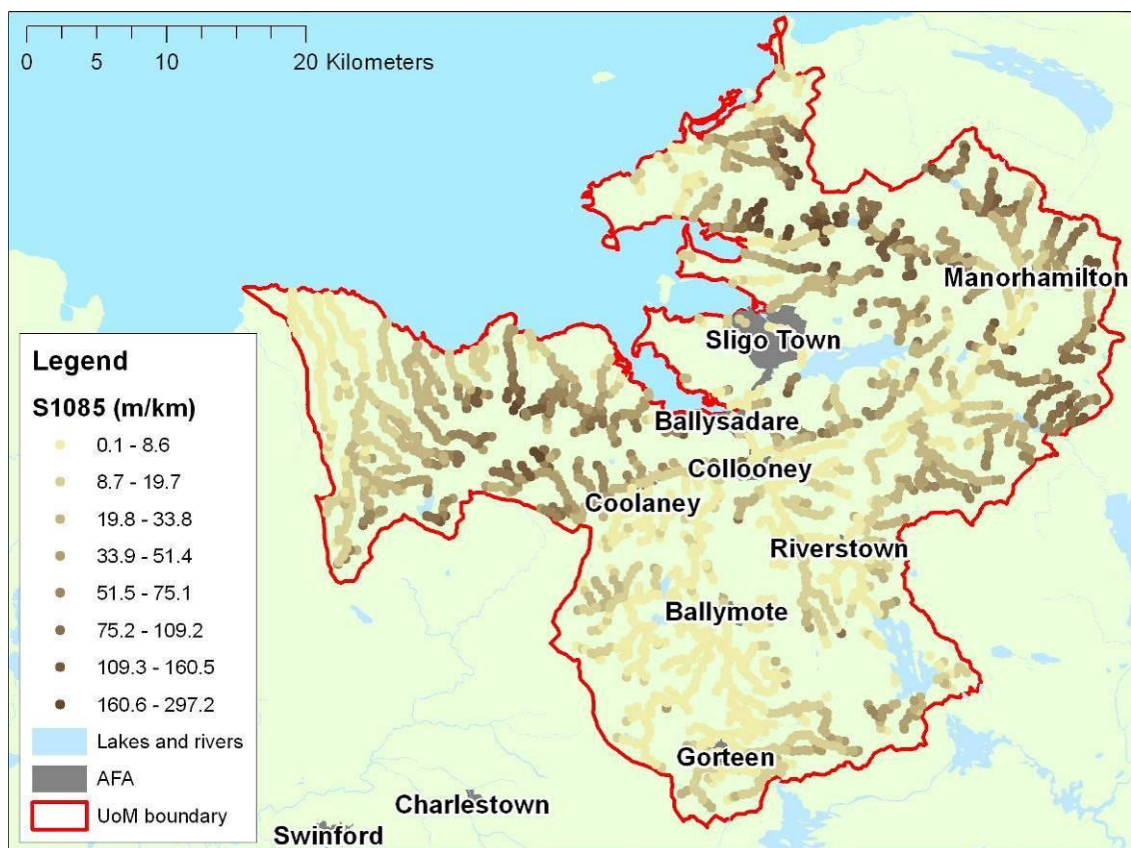 0 5 10 20 Kilometers
Manorhamilton
Sligo Town
Ballysadare
Collooney
Coolaney
Riverstown
Ballymote
Gorteen
Charlestown
Swinford
Legend
S1085 (m/km)
0.1 - 8.6
8.7 - 19.7
19.8 - 33.8
33.9 - 51.4
51.5 - 75.1
75.2 - 109.2
109.3 - 160.5
160.6 - 297.2
Lakes and rivers
AFA
UoM boundary